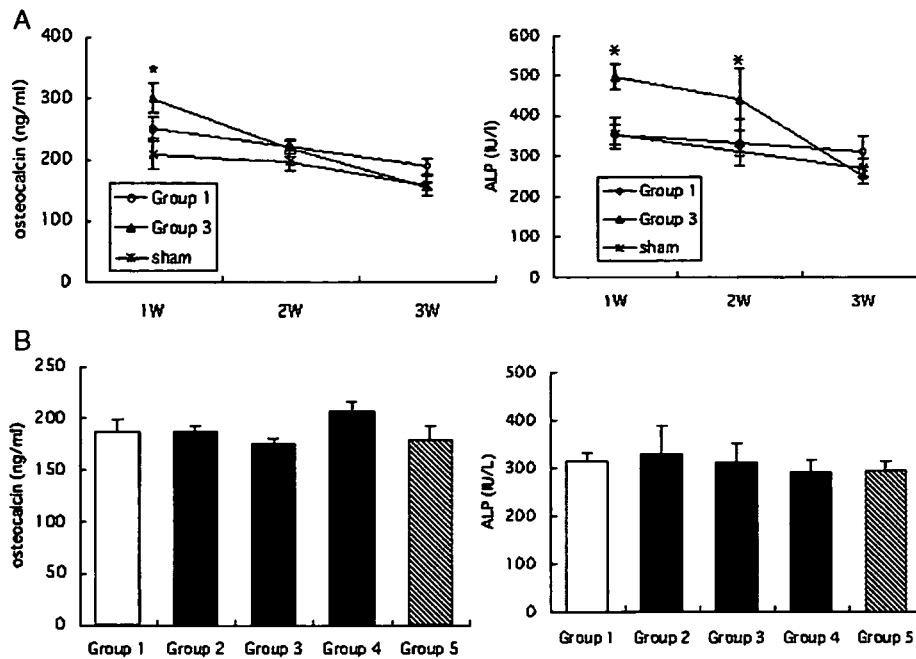 A
osteocalcin (ng/ml)
300
200
100
0
*
Group 1
Group 3
sham
1W
2W
3W
ALP (IU/l)
600
500
400
300
200
100
0
*
*
Group 1
Group 3
sham
1W
2W
3W
B
osteocalcin (ng/ml)
250
200
150
100
50
0
Group 1
Group 2
Group 3
Group 4
Group 5
ALP (IU/L)
500
400
300
200
100
0
Group 1
Group 2
Group 3
Group 4
Group 5